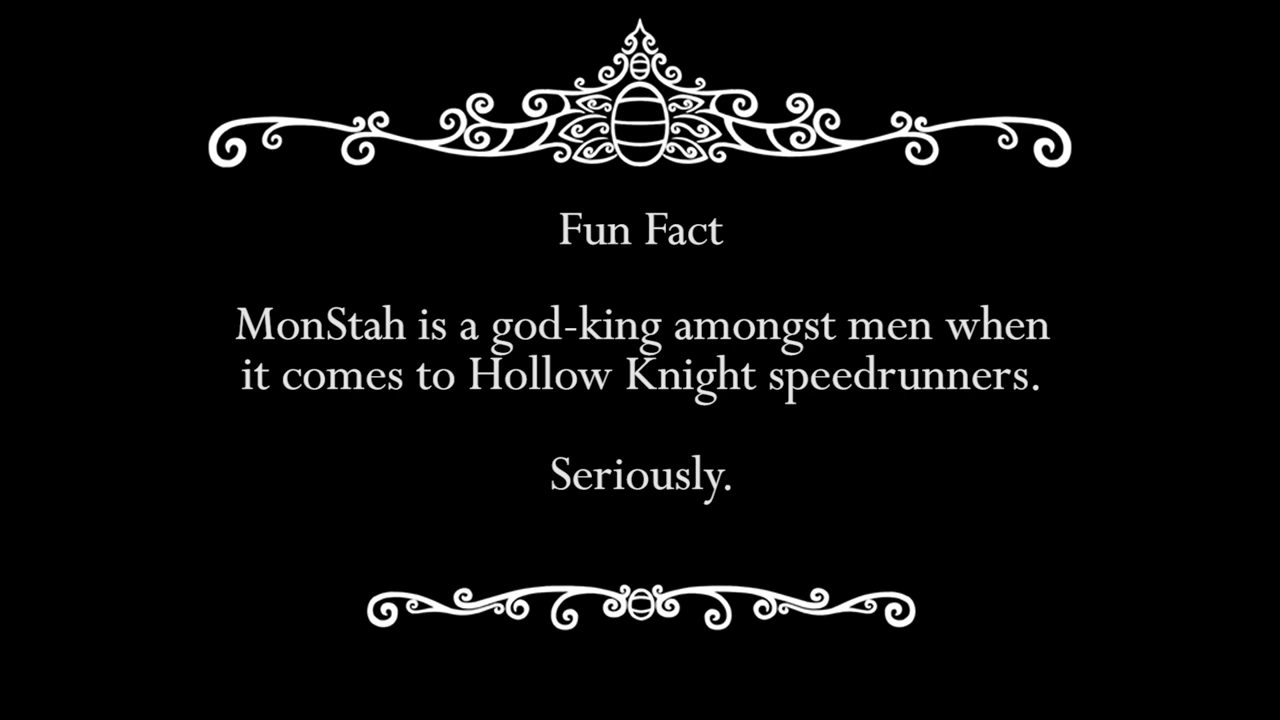 Fun Fact
MonStah is a god-king amongst men when
it comes to Hollow Knight speedrunners.
Seriously.